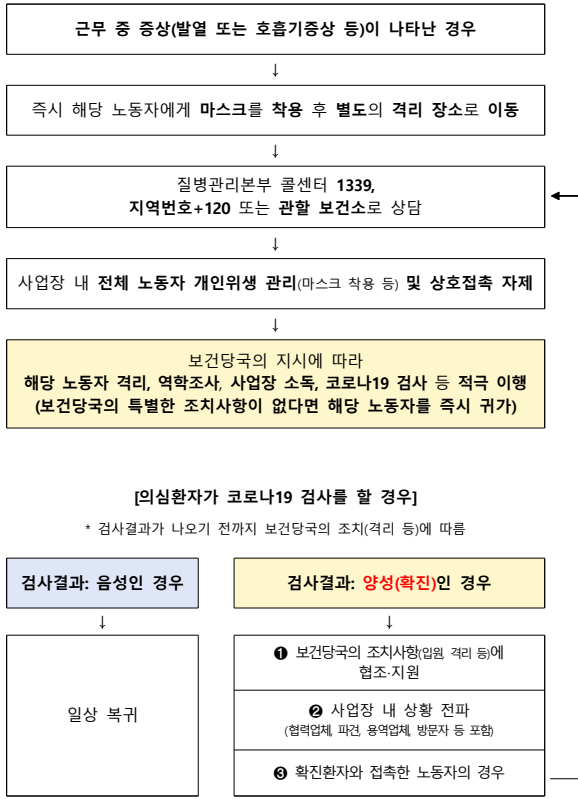 근무 중 증상(발열 또는 호흡기증상 등)이 나타난 경우
↓
즉시 해당 노동자에게 마스크를 착용 후 별도의 격리 장소로 이동
↓
질병관리본부 콜센터 1339,
지역번호+120 또는 관할 보건소로 상담
↓
사업장 내 전체 노동자 개인위생 관리(마스크 착용 등) 및 상호접촉 자제
↓
보건당국의 지시에 따라
해당 노동자 격리, 역학조사, 사업장 소독, 코로나19 검사 등 적극 이행
(보건당국의 특별한 조치사항이 없다면 해당 노동자를 즉시 귀가)
[의심환자가 코로나19 검사를 할 경우]
* 검사결과가 나오기 전까지 보건당국의 조치(격리 등)에 따름
검사결과: 음성인 경우
↓
일상 복귀
검사결과: 양성(확진)인 경우
↓
❶ 보건당국의 조치사항(입원, 격리 등)에
협조·지원
❷ 사업장 내 상황 전파
(협력업체, 파견, 용역업체, 방문자 등 포함)
❸ 확진환자와 접촉한 노동자의 경우